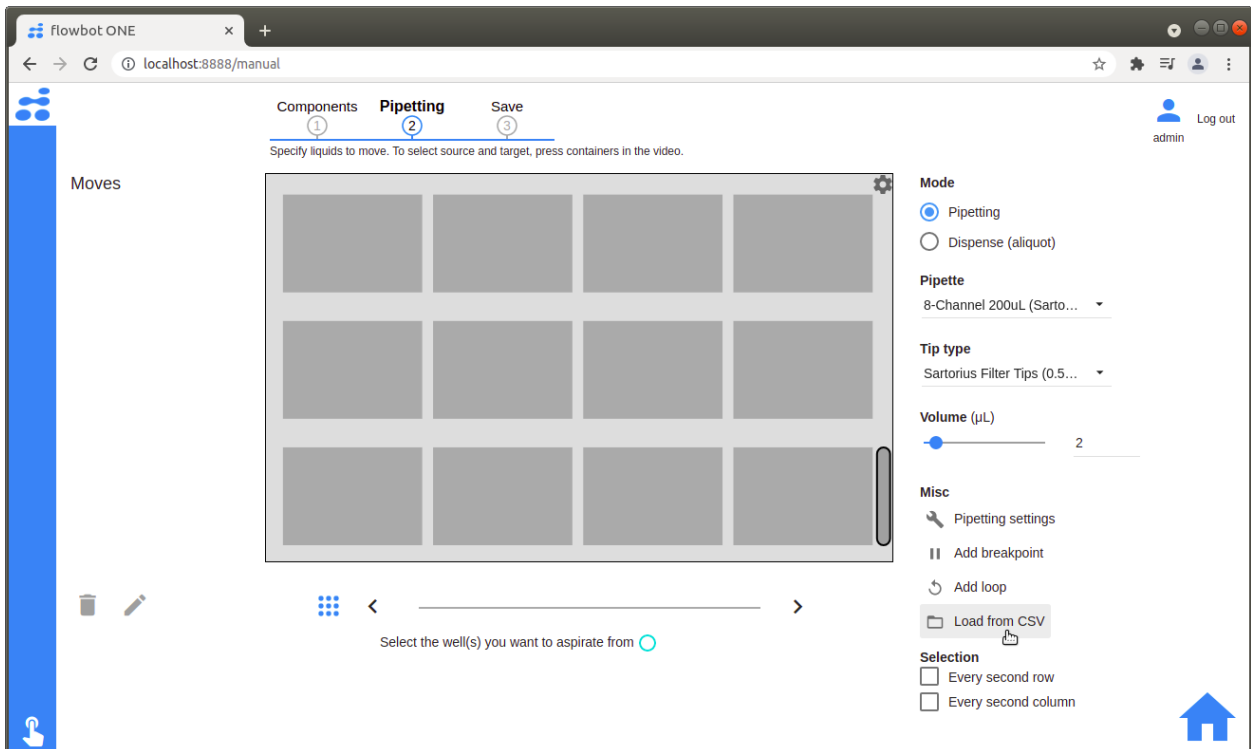 flowbot ONE
localhost:8888/manual
Components Pipetting Save
1 2 3
Specify liquids to move. To select source and target, press containers in the video.
admin
Log out
Moves
Mode
Pipetting
Dispense (aliquot)
Pipette
8-Channel 200uL (Sarto...
Tip type
Sartorius Filter Tips (0.5...
Volume (μL)
2
Misc
Pipetting settings
Add breakpoint
Add loop
Load from CSV
Select the well(s) you want to aspirate from
Selection
Every second row
Every second column